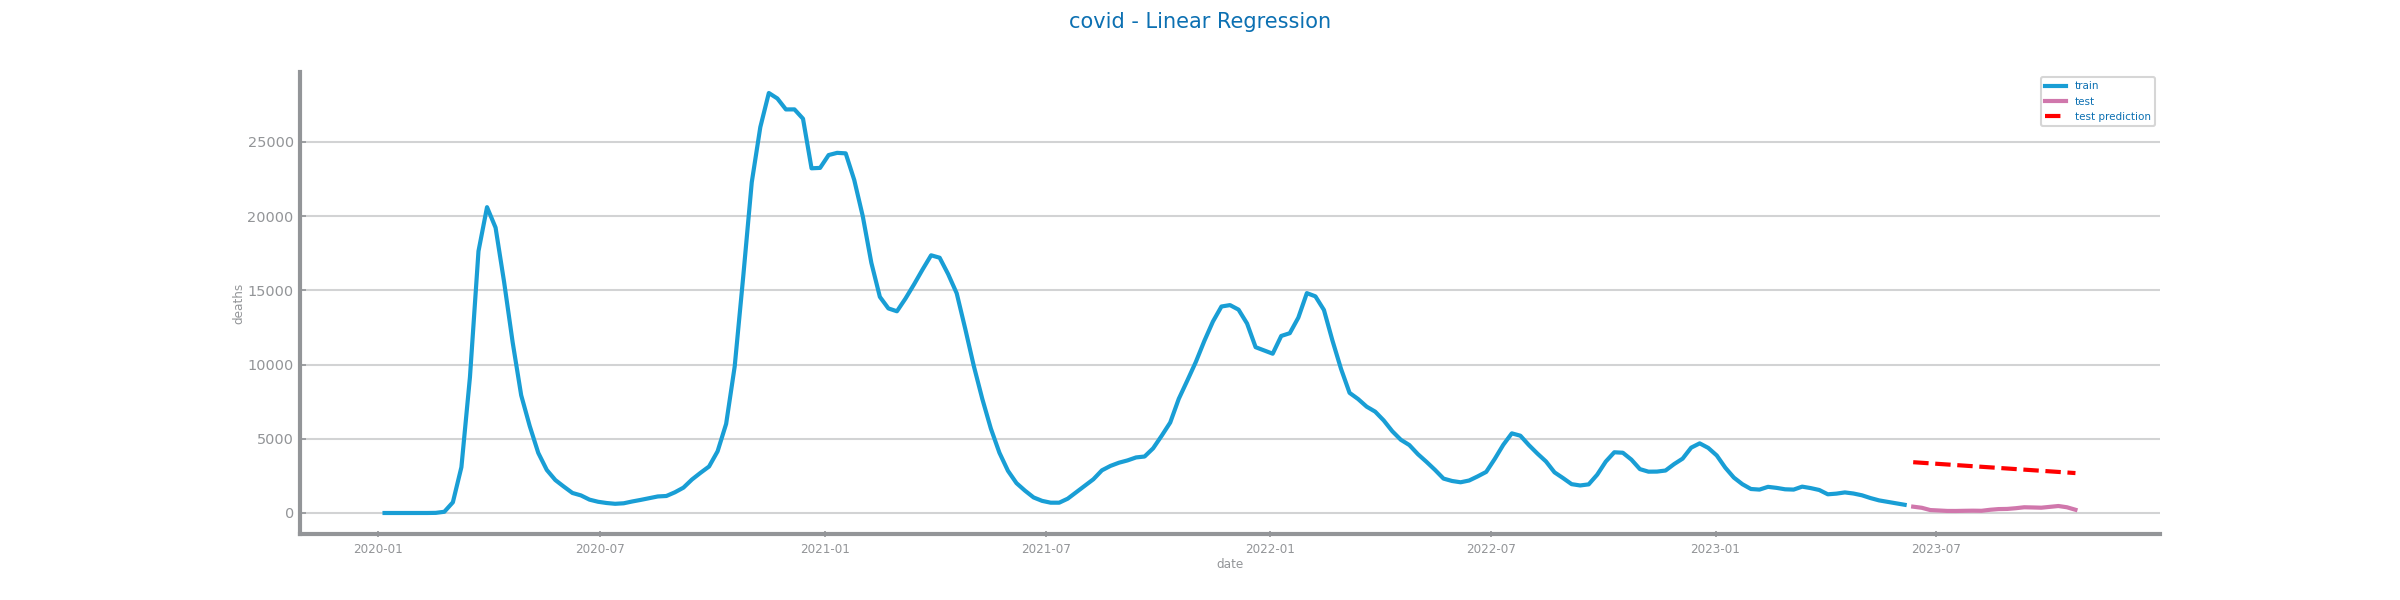 covid - Linear Regression
train
test
test prediction
deaths
25000
20000
15000
10000
5000
0
2020-01 2020-07 2021-01 2021-07 2022-01 2022-07 2023-01 2023-07
date